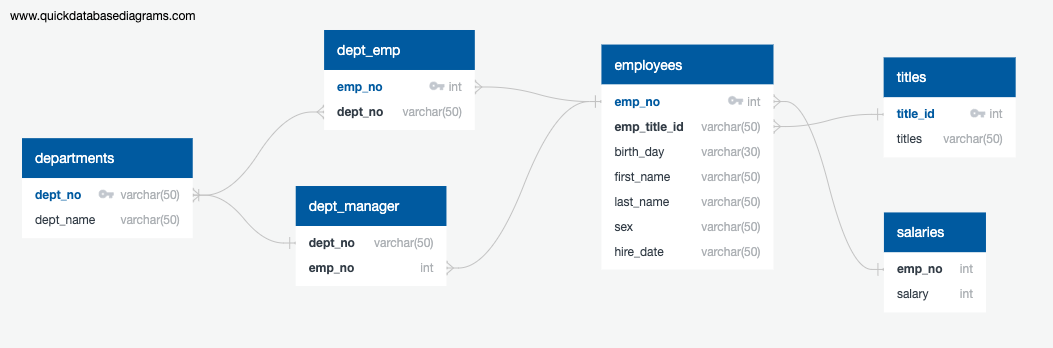 www.quickdatabasediagrams.com
departments
dept_no varchar(50)
dept_name varchar(50)
dept_emp
emp_no int
dept_no varchar(50)
dept_manager
dept_no varchar(50)
emp_no int
employees
emp_no int
emp_title_id varchar(50)
birth_day varchar(30)
first_name varchar(50)
last_name varchar(50)
sex varchar(50)
hire_date varchar(50)
titles
title_id int
titles varchar(50)
salaries
emp_no int
salary int